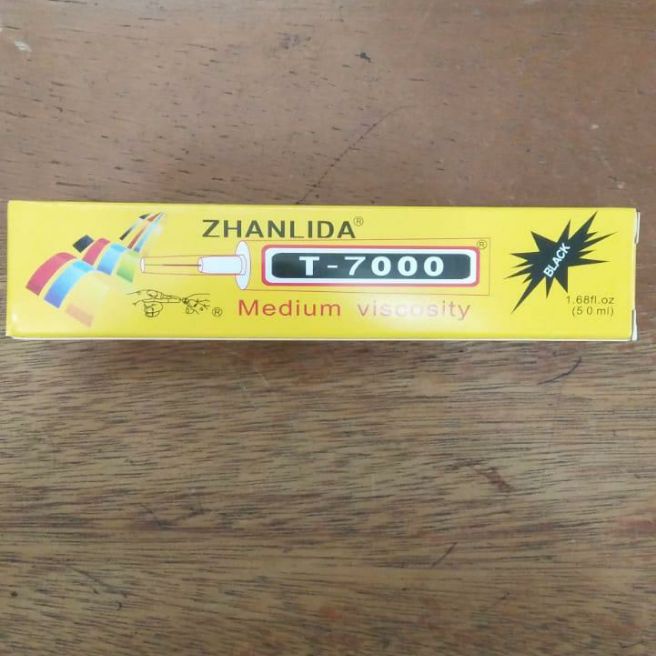 ZHANLIDA®
T-7000 ®
® Medium viscosity
BLACK
1.68fl.oz
(50ml)